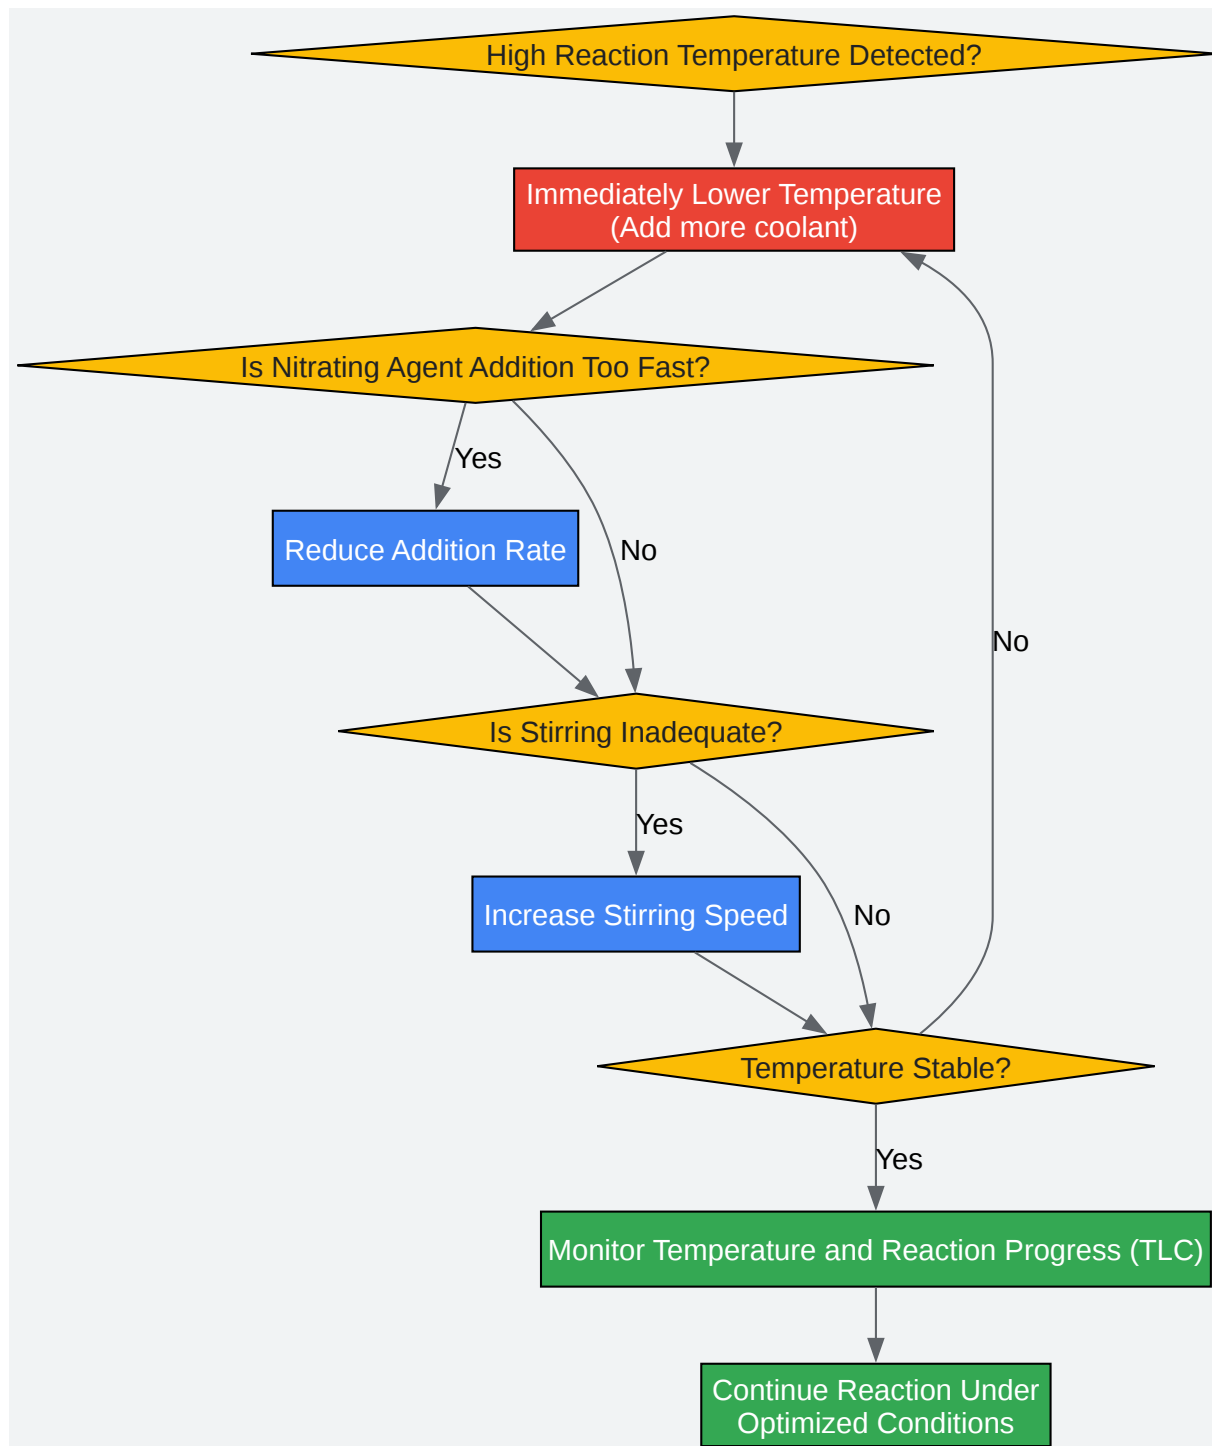 High Reaction Temperature Detected?
Immediately Lower Temperature
(Add more coolant)
Is Nitrating Agent Addition Too Fast?
Yes
Reduce Addition Rate
No
No
Is Stirring Inadequate?
Yes
Increase Stirring Speed
No
Temperature Stable?
Yes
Monitor Temperature and Reaction Progress (TLC)
Continue Reaction Under
Optimized Conditions